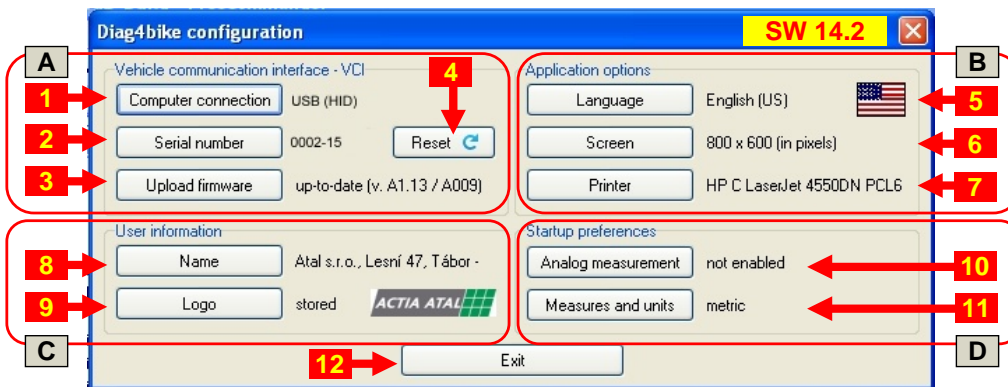 Diag4bike configuration
SW 14.2
A
B
Vehicle communication interface - VCI
4
Application options
1
Computer connection
USB (HID)
Language
English (US)
5
2
Serial number
0002-15
Reset
Screen
800 x 600 (in pixels)
6
3
Upload firmware
up-to-date (v. A1.13 / A009)
Printer
HP C LaserJet 4550DN PCL6
7
User information
Startup preferences
8
Name
Atal s.r.o., Lesní 47, Tábor -
Analog measurement
not enabled
10
9
Logo
stored
ACTIA ATAL
Measures and units
metric
11
C
D
12
Exit